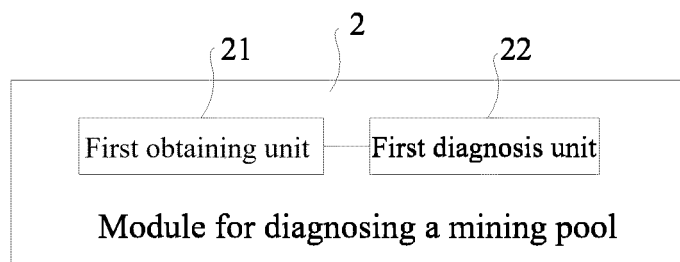 2
21
22
First obtaining unit
First diagnosis unit
Module for diagnosing a mining pool